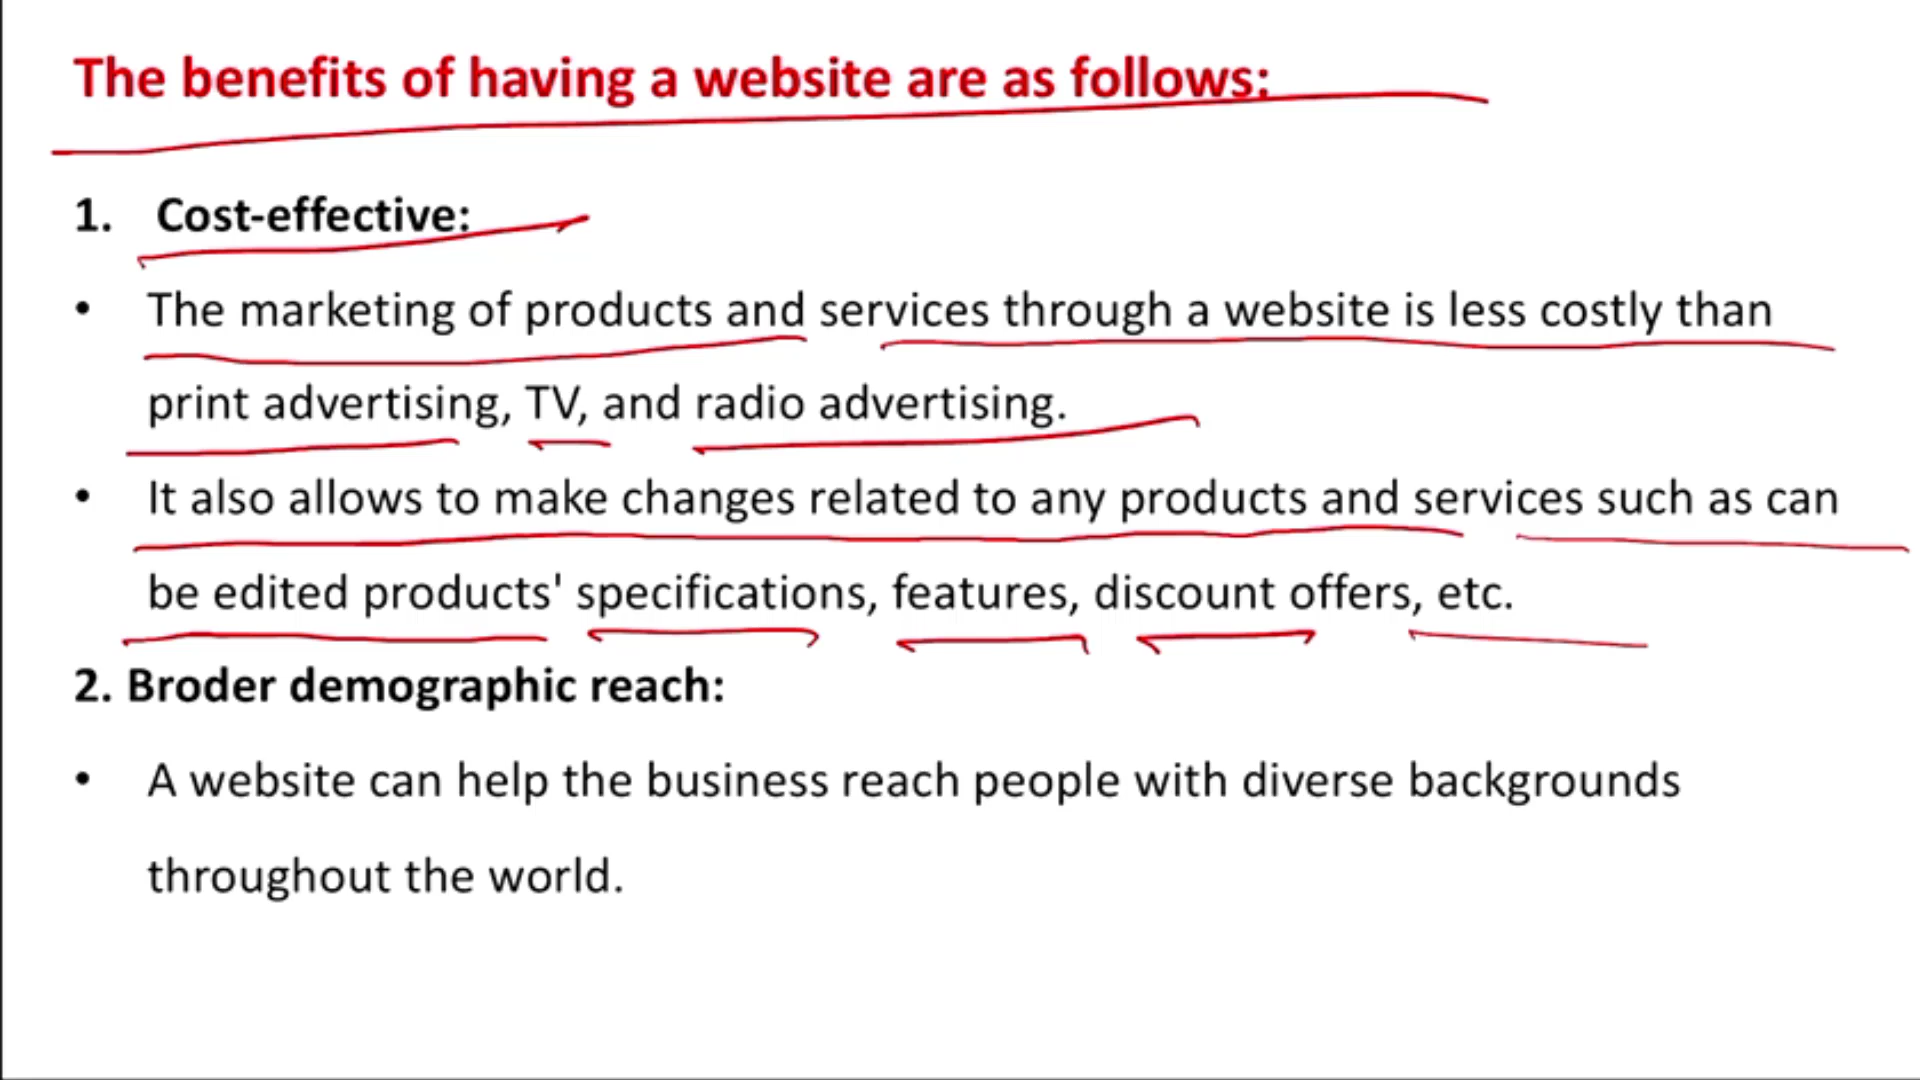 The benefits of having a website are as follows:
1. Cost-effective:
• The marketing of products and services through a website is less costly than
print advertising, TV, and radio advertising.
• It also allows to make changes related to any products and services such as can
be edited products' specifications, features, discount offers, etc.
2. Broder demographic reach:
• A website can help the business reach people with diverse backgrounds
throughout the world.